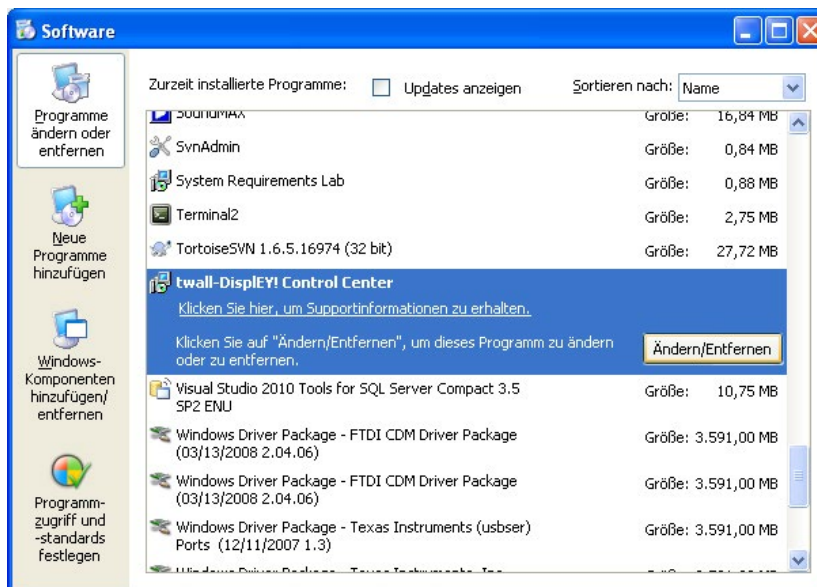 Software
Programme
ändern oder
entfernen
Neue
Programme
hinzufügen
Windows-
Komponenten
hinzufügen/
entfernen
Programm-
zugriff und
-standards
festlegen
Zurzeit installierte Programme: Updates anzeigen Sortieren nach: Name
SoundMAX Größe: 16,84 MB
SvnAdmin Größe: 0,84 MB
System Requirements Lab Größe: 0,88 MB
Terminal2 Größe: 2,75 MB
TortoiseSVN 1.6.5.16974 (32 bit) Größe: 27,72 MB
twall-DisplEY! Control Center
Klicken Sie hier, um Supportinformationen zu erhalten.
Klicken Sie auf "Ändern/Entfernen", um dieses Programm zu ändern
oder zu entfernen.
Ändern/Entfernen
Visual Studio 2010 Tools for SQL Server Compact 3.5 Größe: 10,75 MB
SP2 ENU
Windows Driver Package - FTDI CDM Driver Package Größe: 3.591,00 MB
(03/13/2008 2.04.06)
Windows Driver Package - FTDI CDM Driver Package Größe: 3.591,00 MB
(03/13/2008 2.04.06)
Windows Driver Package - Texas Instruments (usbser) Größe: 3.591,00 MB
Ports (12/11/2007 1.3)
Windows Driver Package - Texas Instruments, Inc.